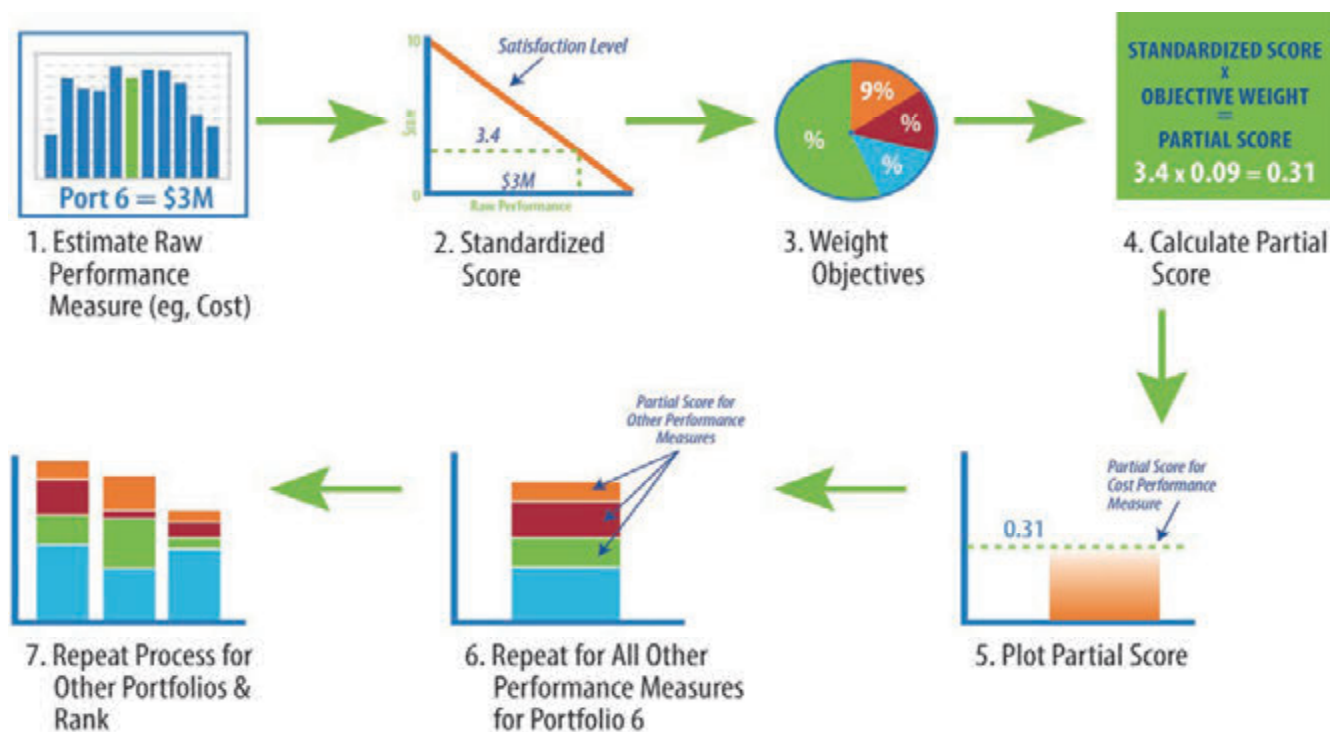 Port 6 = $3M
1. Estimate Raw
Performance
Measure (eg, Cost)
10
Satisfaction Level
Score
3.4
$3M
0
Raw Performance
2. Standardized
Score
9%
%
%
%
3. Weight
Objectives
STANDARDIZED SCORE
x
OBJECTIVE WEIGHT
=
PARTIAL SCORE
3.4 x 0.09 = 0.31
4. Calculate Partial
Score
Partial Score for
Cost Performance
Measure
0.31
5. Plot Partial Score
Partial Score for
Other Performance
Measures
6. Repeat for All Other
Performance Measures
for Portfolio 6
7. Repeat Process for
Other Portfolios &
Rank